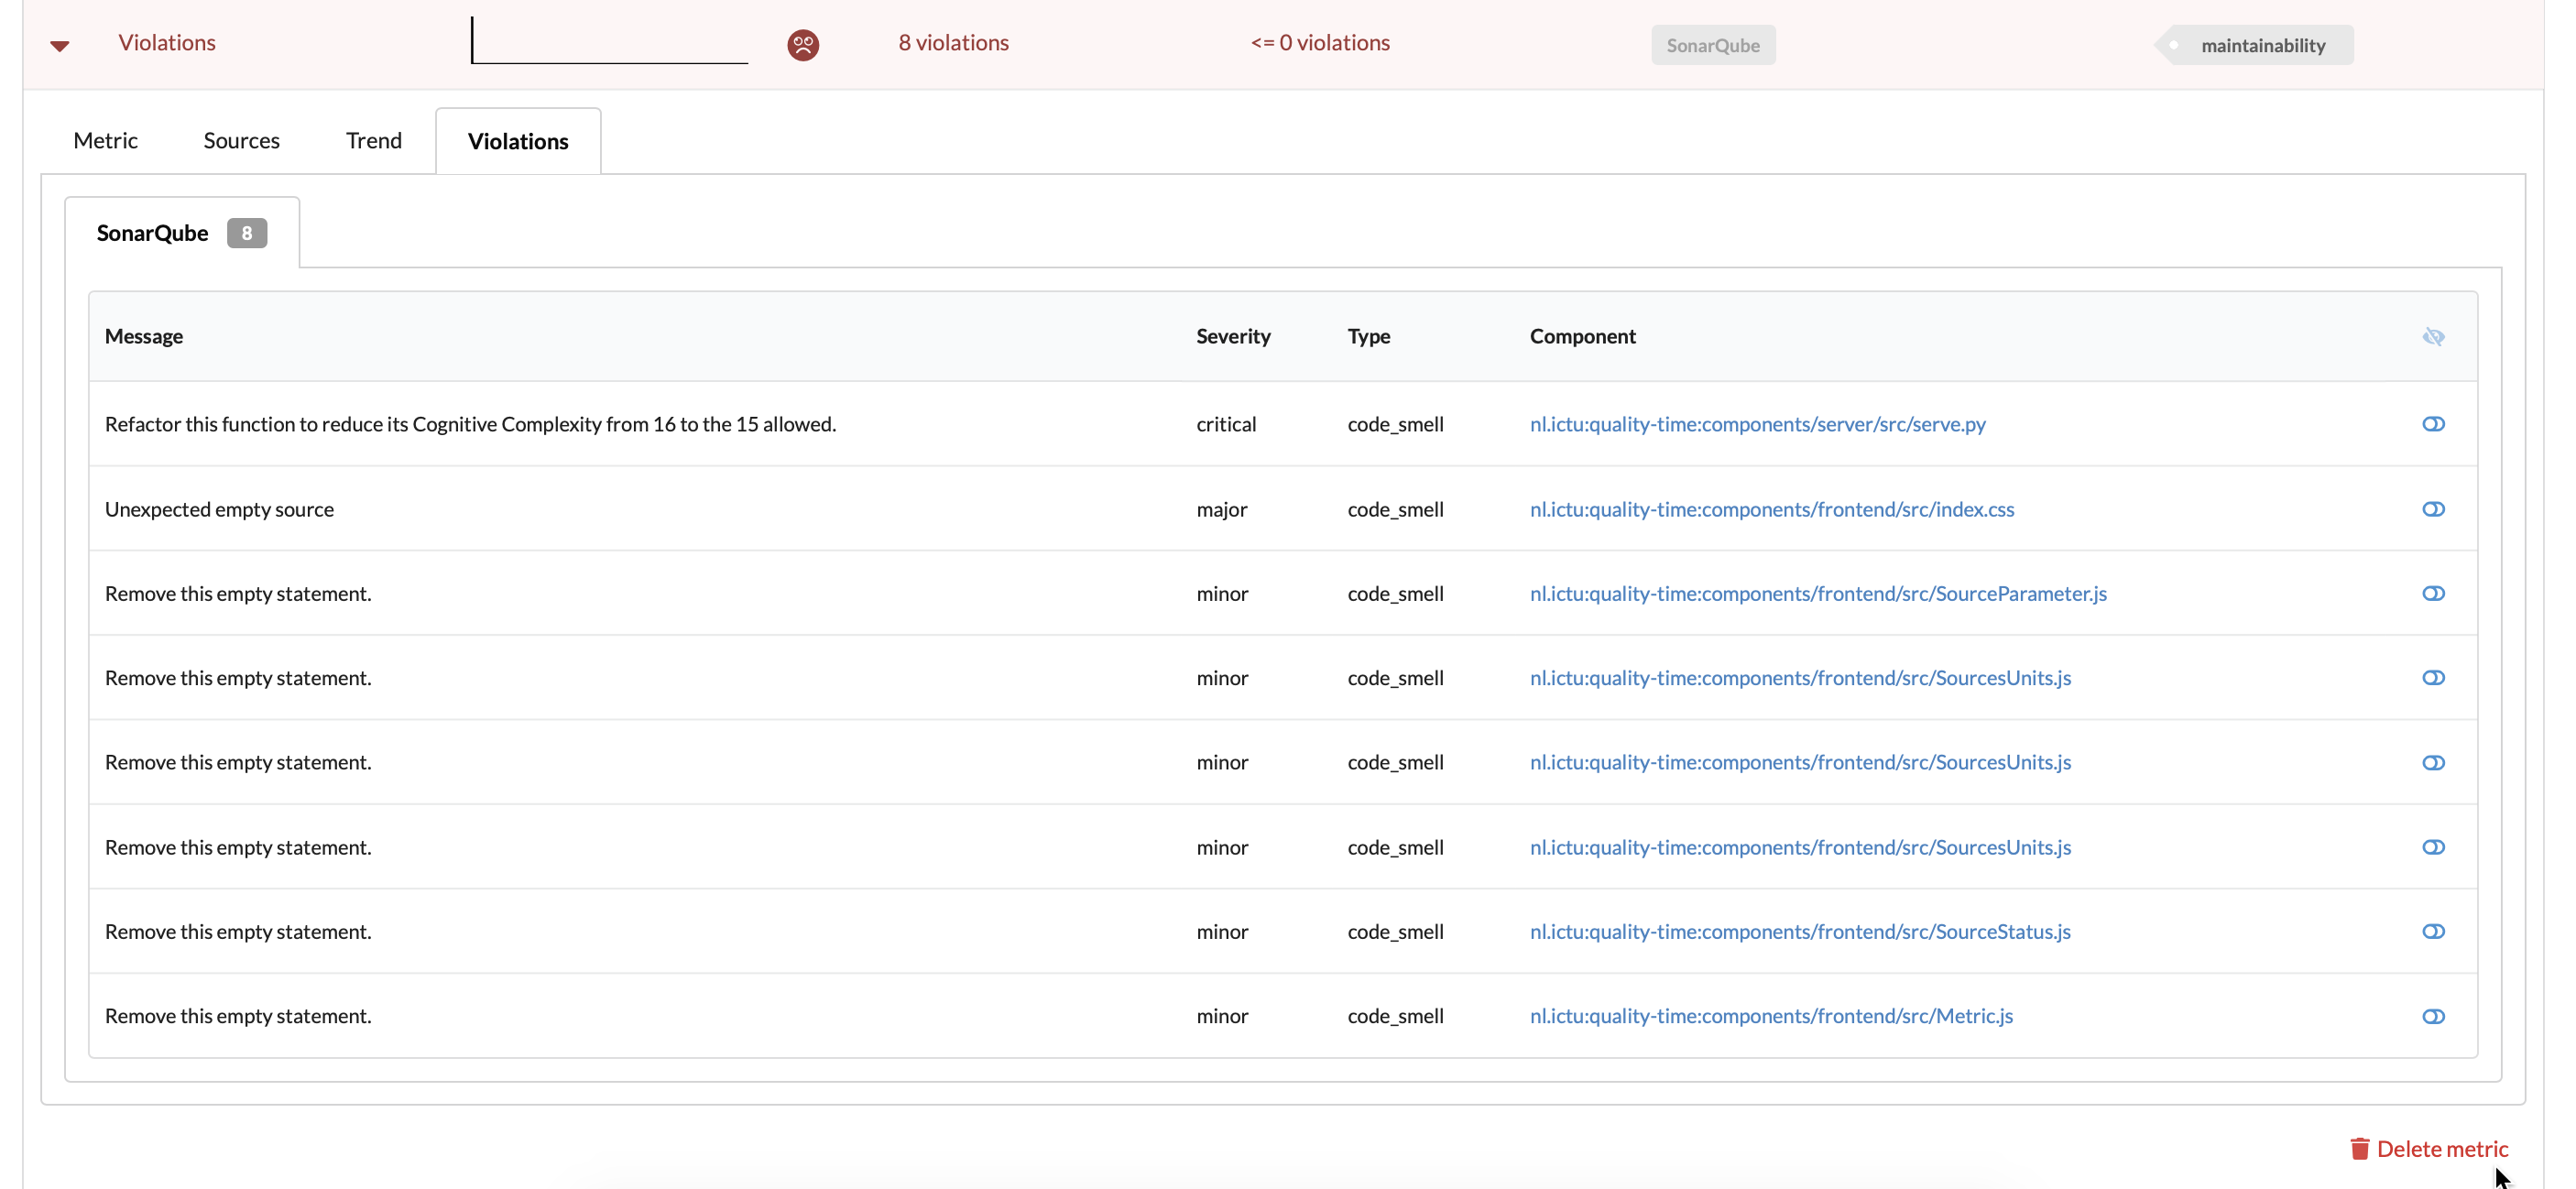 Violations 8 violations <= 0 violations SonarQube maintainability
Metric Sources Trend Violations
SonarQube 8
Message Severity Type Component
Refactor this function to reduce its Cognitive Complexity from 16 to the 15 allowed. critical code_smell nl.ictu:quality-time:components/server/src/serve.py
Unexpected empty source major code_smell nl.ictu:quality-time:components/frontend/src/index.css
Remove this empty statement. minor code_smell nl.ictu:quality-time:components/frontend/src/SourceParameter.js
Remove this empty statement. minor code_smell nl.ictu:quality-time:components/frontend/src/SourcesUnits.js
Remove this empty statement. minor code_smell nl.ictu:quality-time:components/frontend/src/SourcesUnits.js
Remove this empty statement. minor code_smell nl.ictu:quality-time:components/frontend/src/SourcesUnits.js
Remove this empty statement. minor code_smell nl.ictu:quality-time:components/frontend/src/SourceStatus.js
Remove this empty statement. minor code_smell nl.ictu:quality-time:components/frontend/src/Metric.js
Delete metric